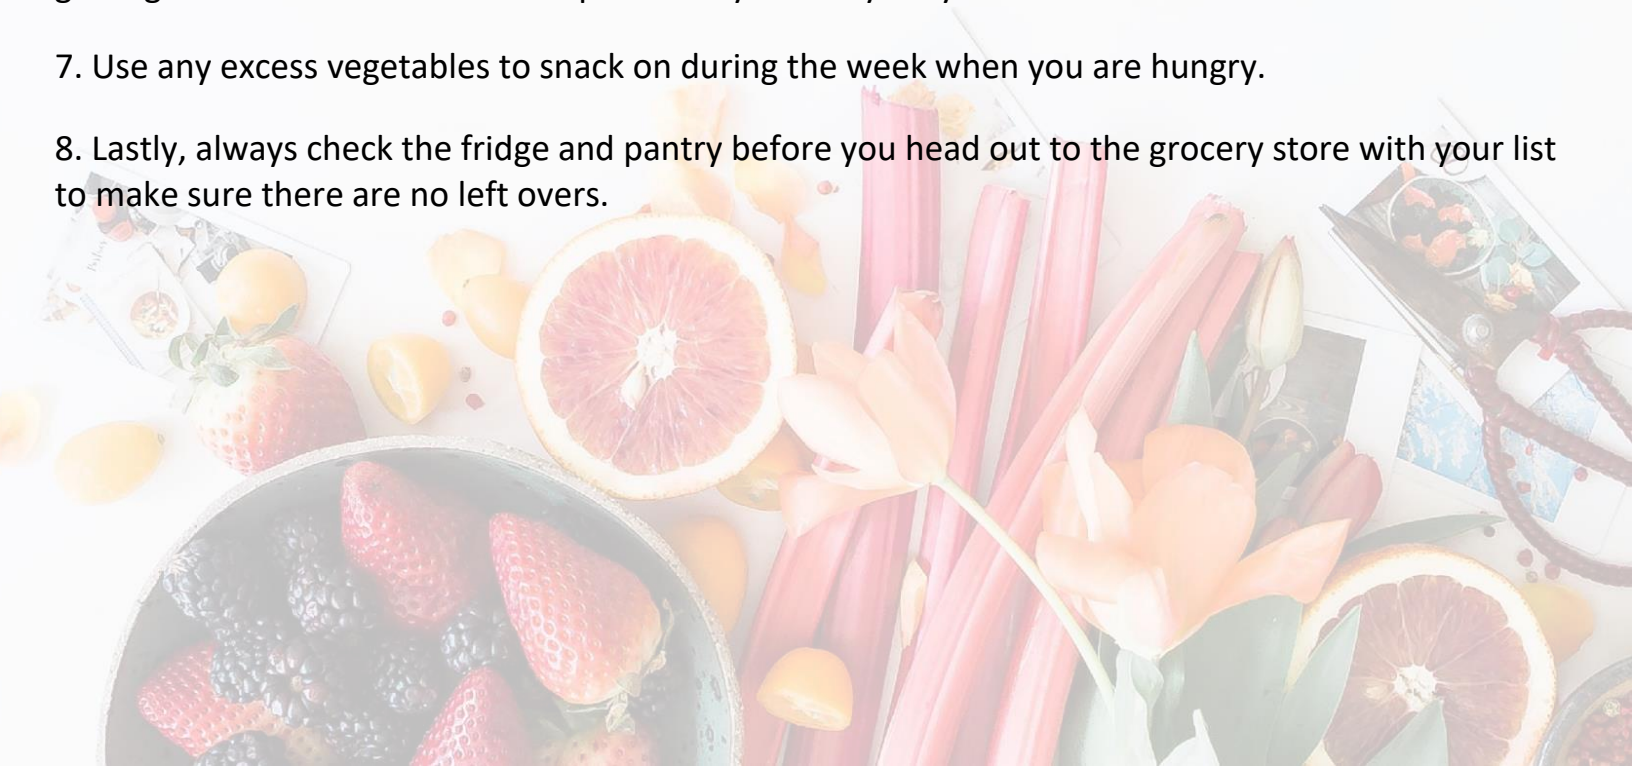 7. Use any excess vegetables to snack on during the week when you are hungry.
8. Lastly, always check the fridge and pantry before you head out to the grocery store with your list
to make sure there are no left overs.